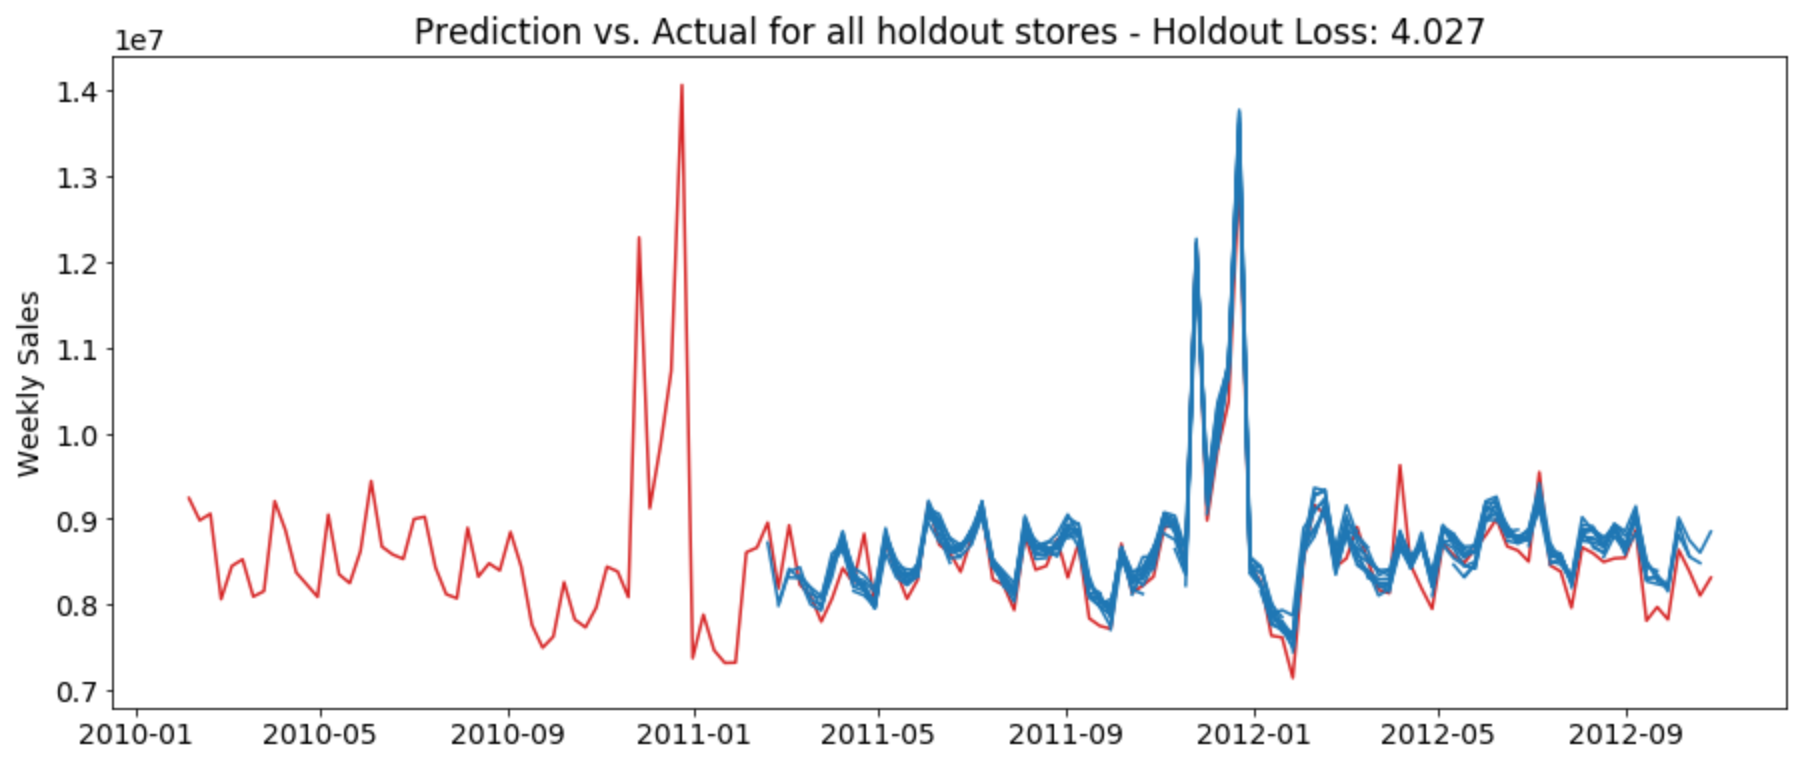 Prediction vs. Actual for all holdout stores - Holdout Loss: 4.027
1e7
1.4
1.3
1.2
1.1
1.0
0.9
0.8
0.7
Weekly Sales
2010-01 2010-05 2010-09 2011-01 2011-05 2011-09 2012-01 2012-05 2012-09